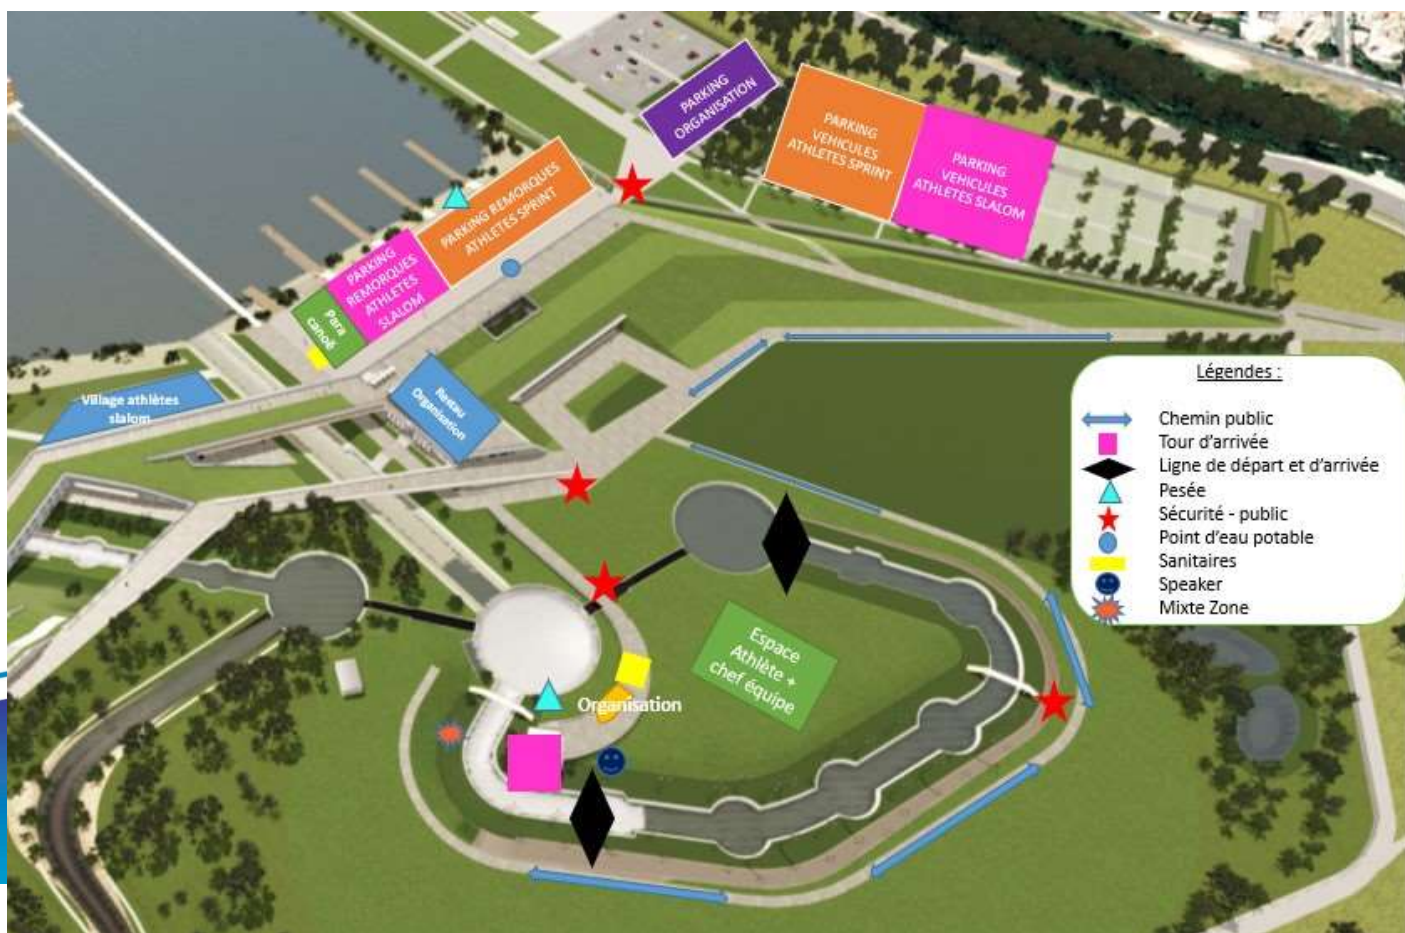 PARKING
ORGANISATION
PARKING
VEHICULES
ATHLETES SPRINT
PARKING
VEHICULES
ATHLETES SLALOM
PARKING REMORQUES
ATHLETES SPRINT
PARKING
REMORQUES
ATHLETES
SLALOM
Para
canoë
Village athlètes
slalom
Restau
Organisation
Légendes :
Chemin public
Tour d'arrivée
Ligne de départ et d'arrivée
Pesée
Sécurité - public
Point d'eau potable
Sanitaires
Speaker
Mixte Zone
Espace
Athlète +
chef équipe
Organisation